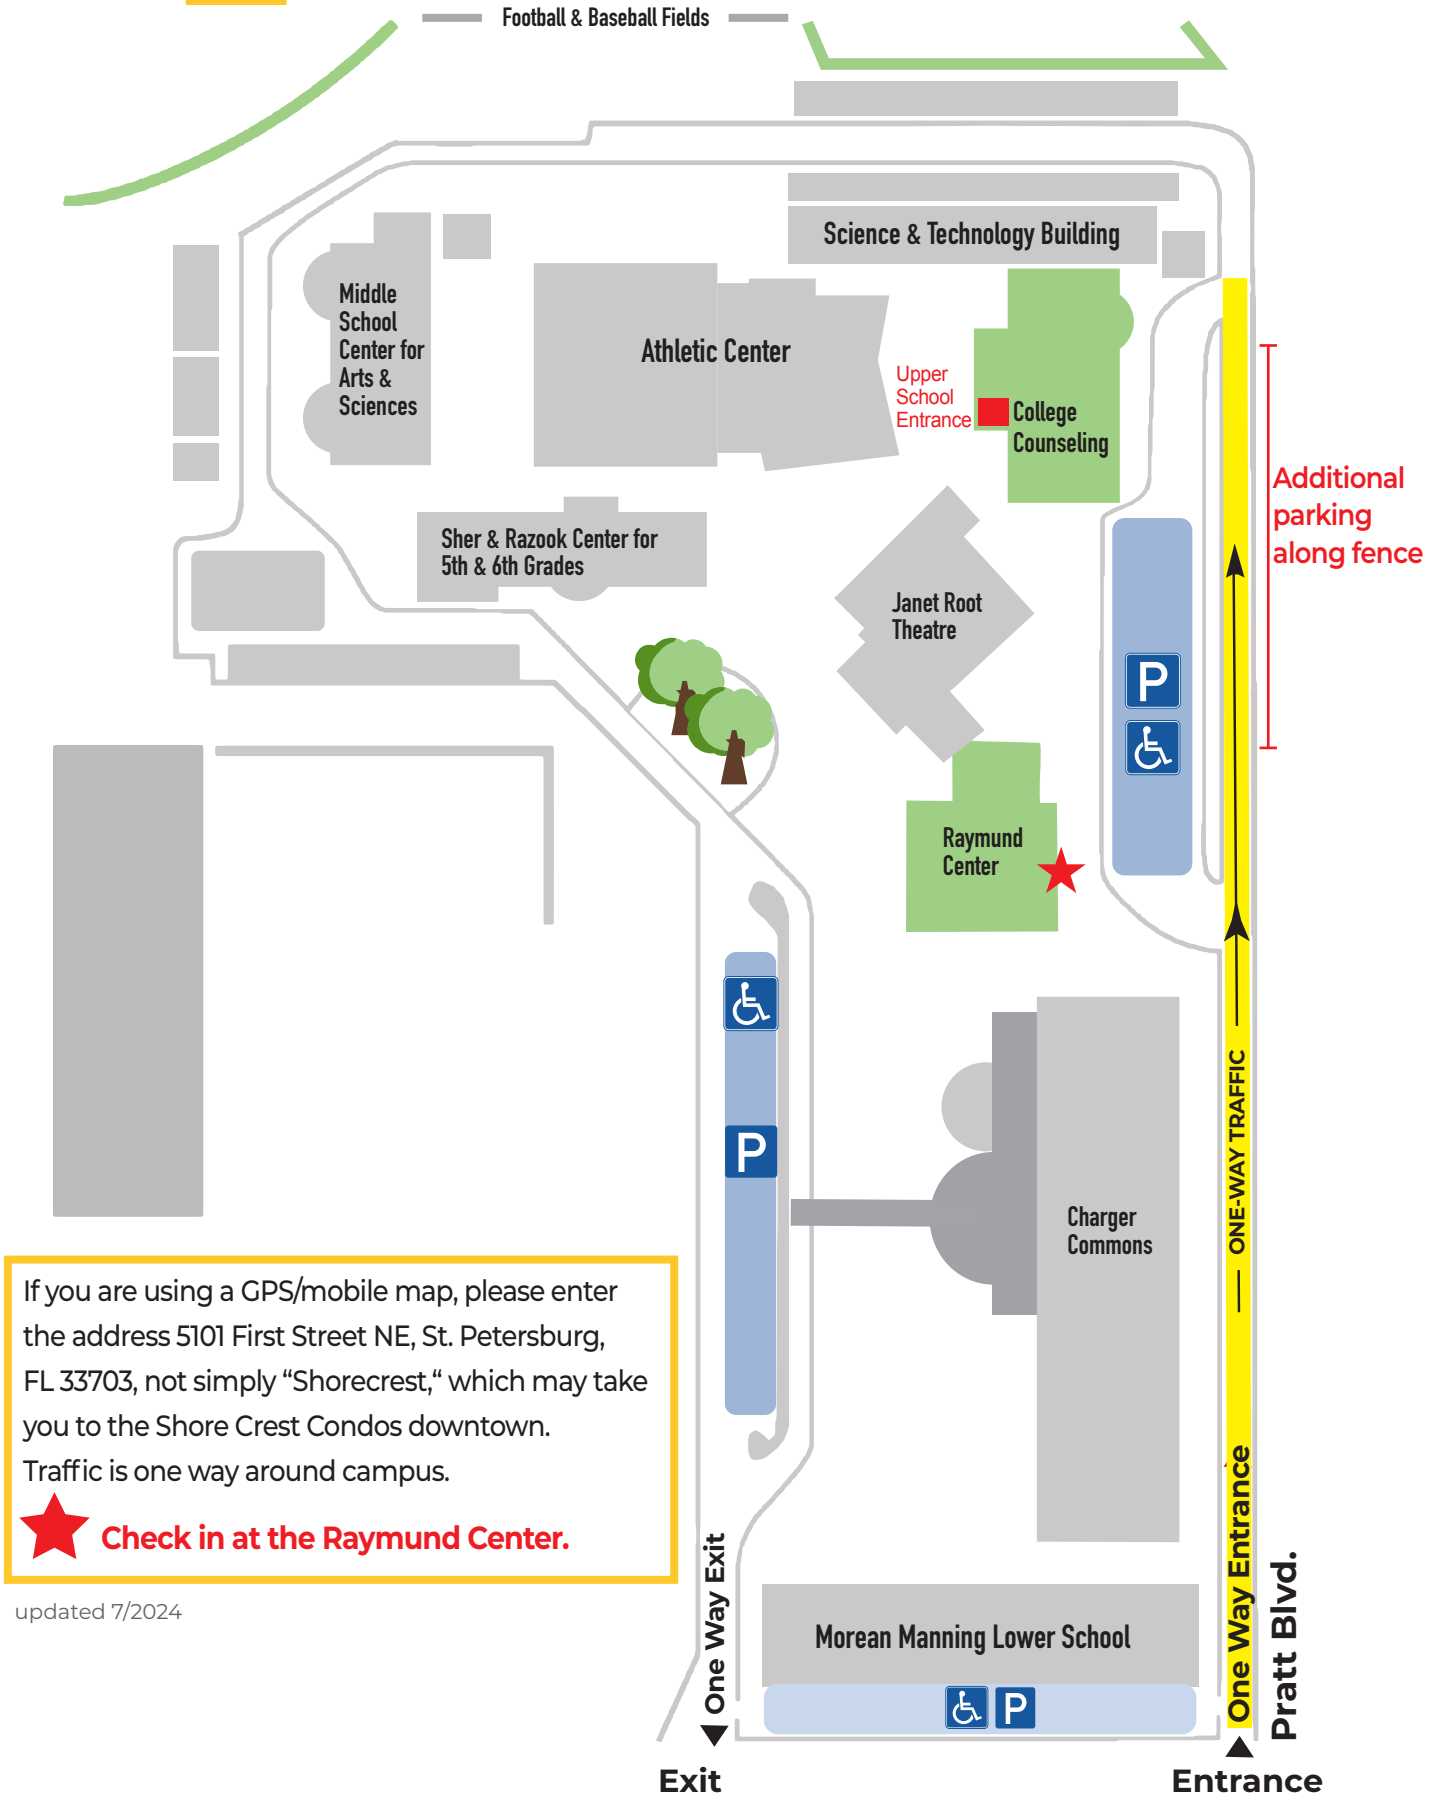 Football & Baseball Fields
Science & Technology Building
Middle
School
Center for
Arts &
Sciences
Athletic Center
Upper
School
Entrance
College
Counseling
Additional
parking
along fence
Sher & Razook Center for
5th & 6th Grades
Janet Root
Theatre
P
Raymund
Center
P
ONE-WAY TRAFFIC
Charger
Commons
If you are using a GPS/mobile map, please enter
the address 5101 First Street NE, St. Petersburg,
FL 33703, not simply “Shorecrest,“ which may take
you to the Shore Crest Condos downtown.
Traffic is one way around campus.
Check in at the Raymund Center.
updated 7/2024
One Way Exit
Morean Manning Lower School
One Way Entrance
Pratt Blvd.
P
Exit
Entrance